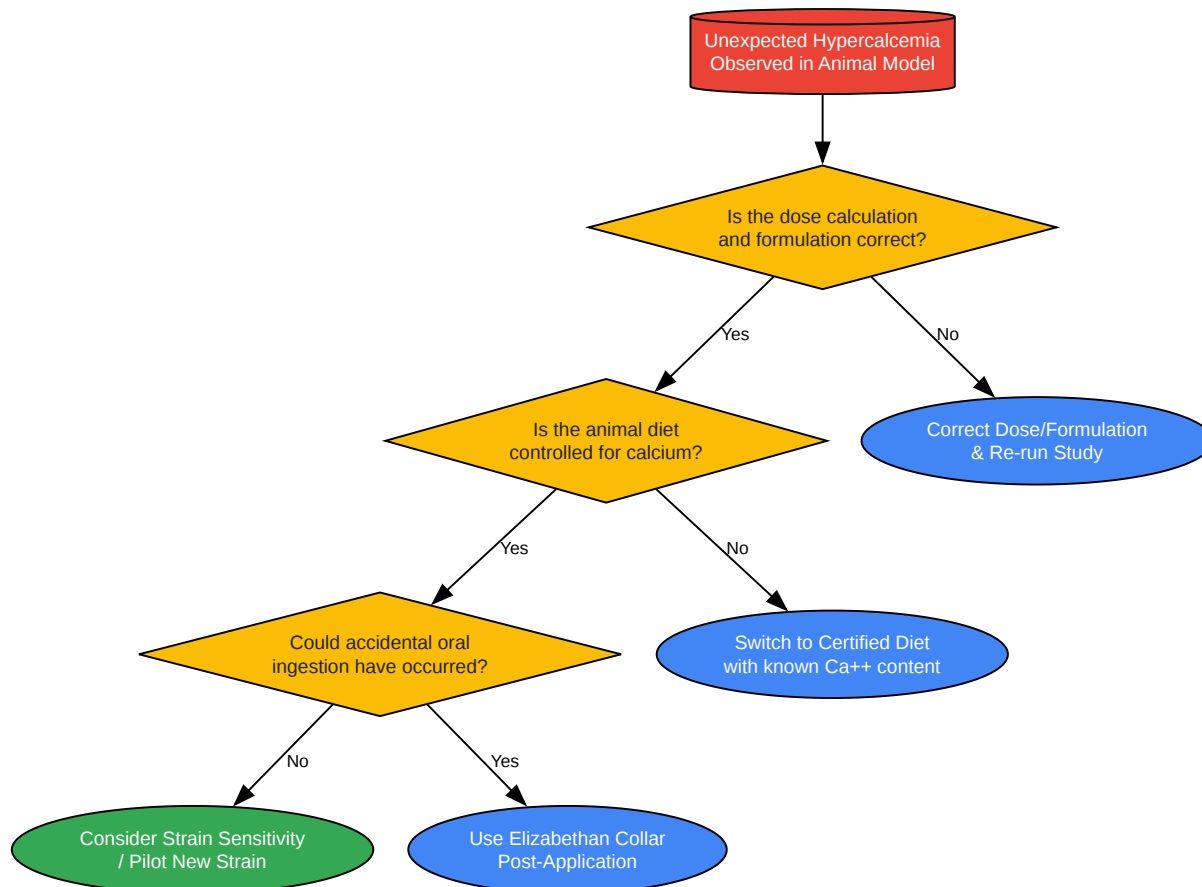 Unexpected Hypercalcemia
Observed in Animal Model
Is the dose calculation
and formulation correct?
Yes
No
Is the animal diet
controlled for calcium?
Correct Dose/Formulation
& Re-run Study
Yes
No
Could accidental oral
ingestion have occurred?
Switch to Certified Diet
with known Ca++ content
No
Yes
Consider Strain Sensitivity
/ Pilot New Strain
Use Elizabethan Collar
Post-Application